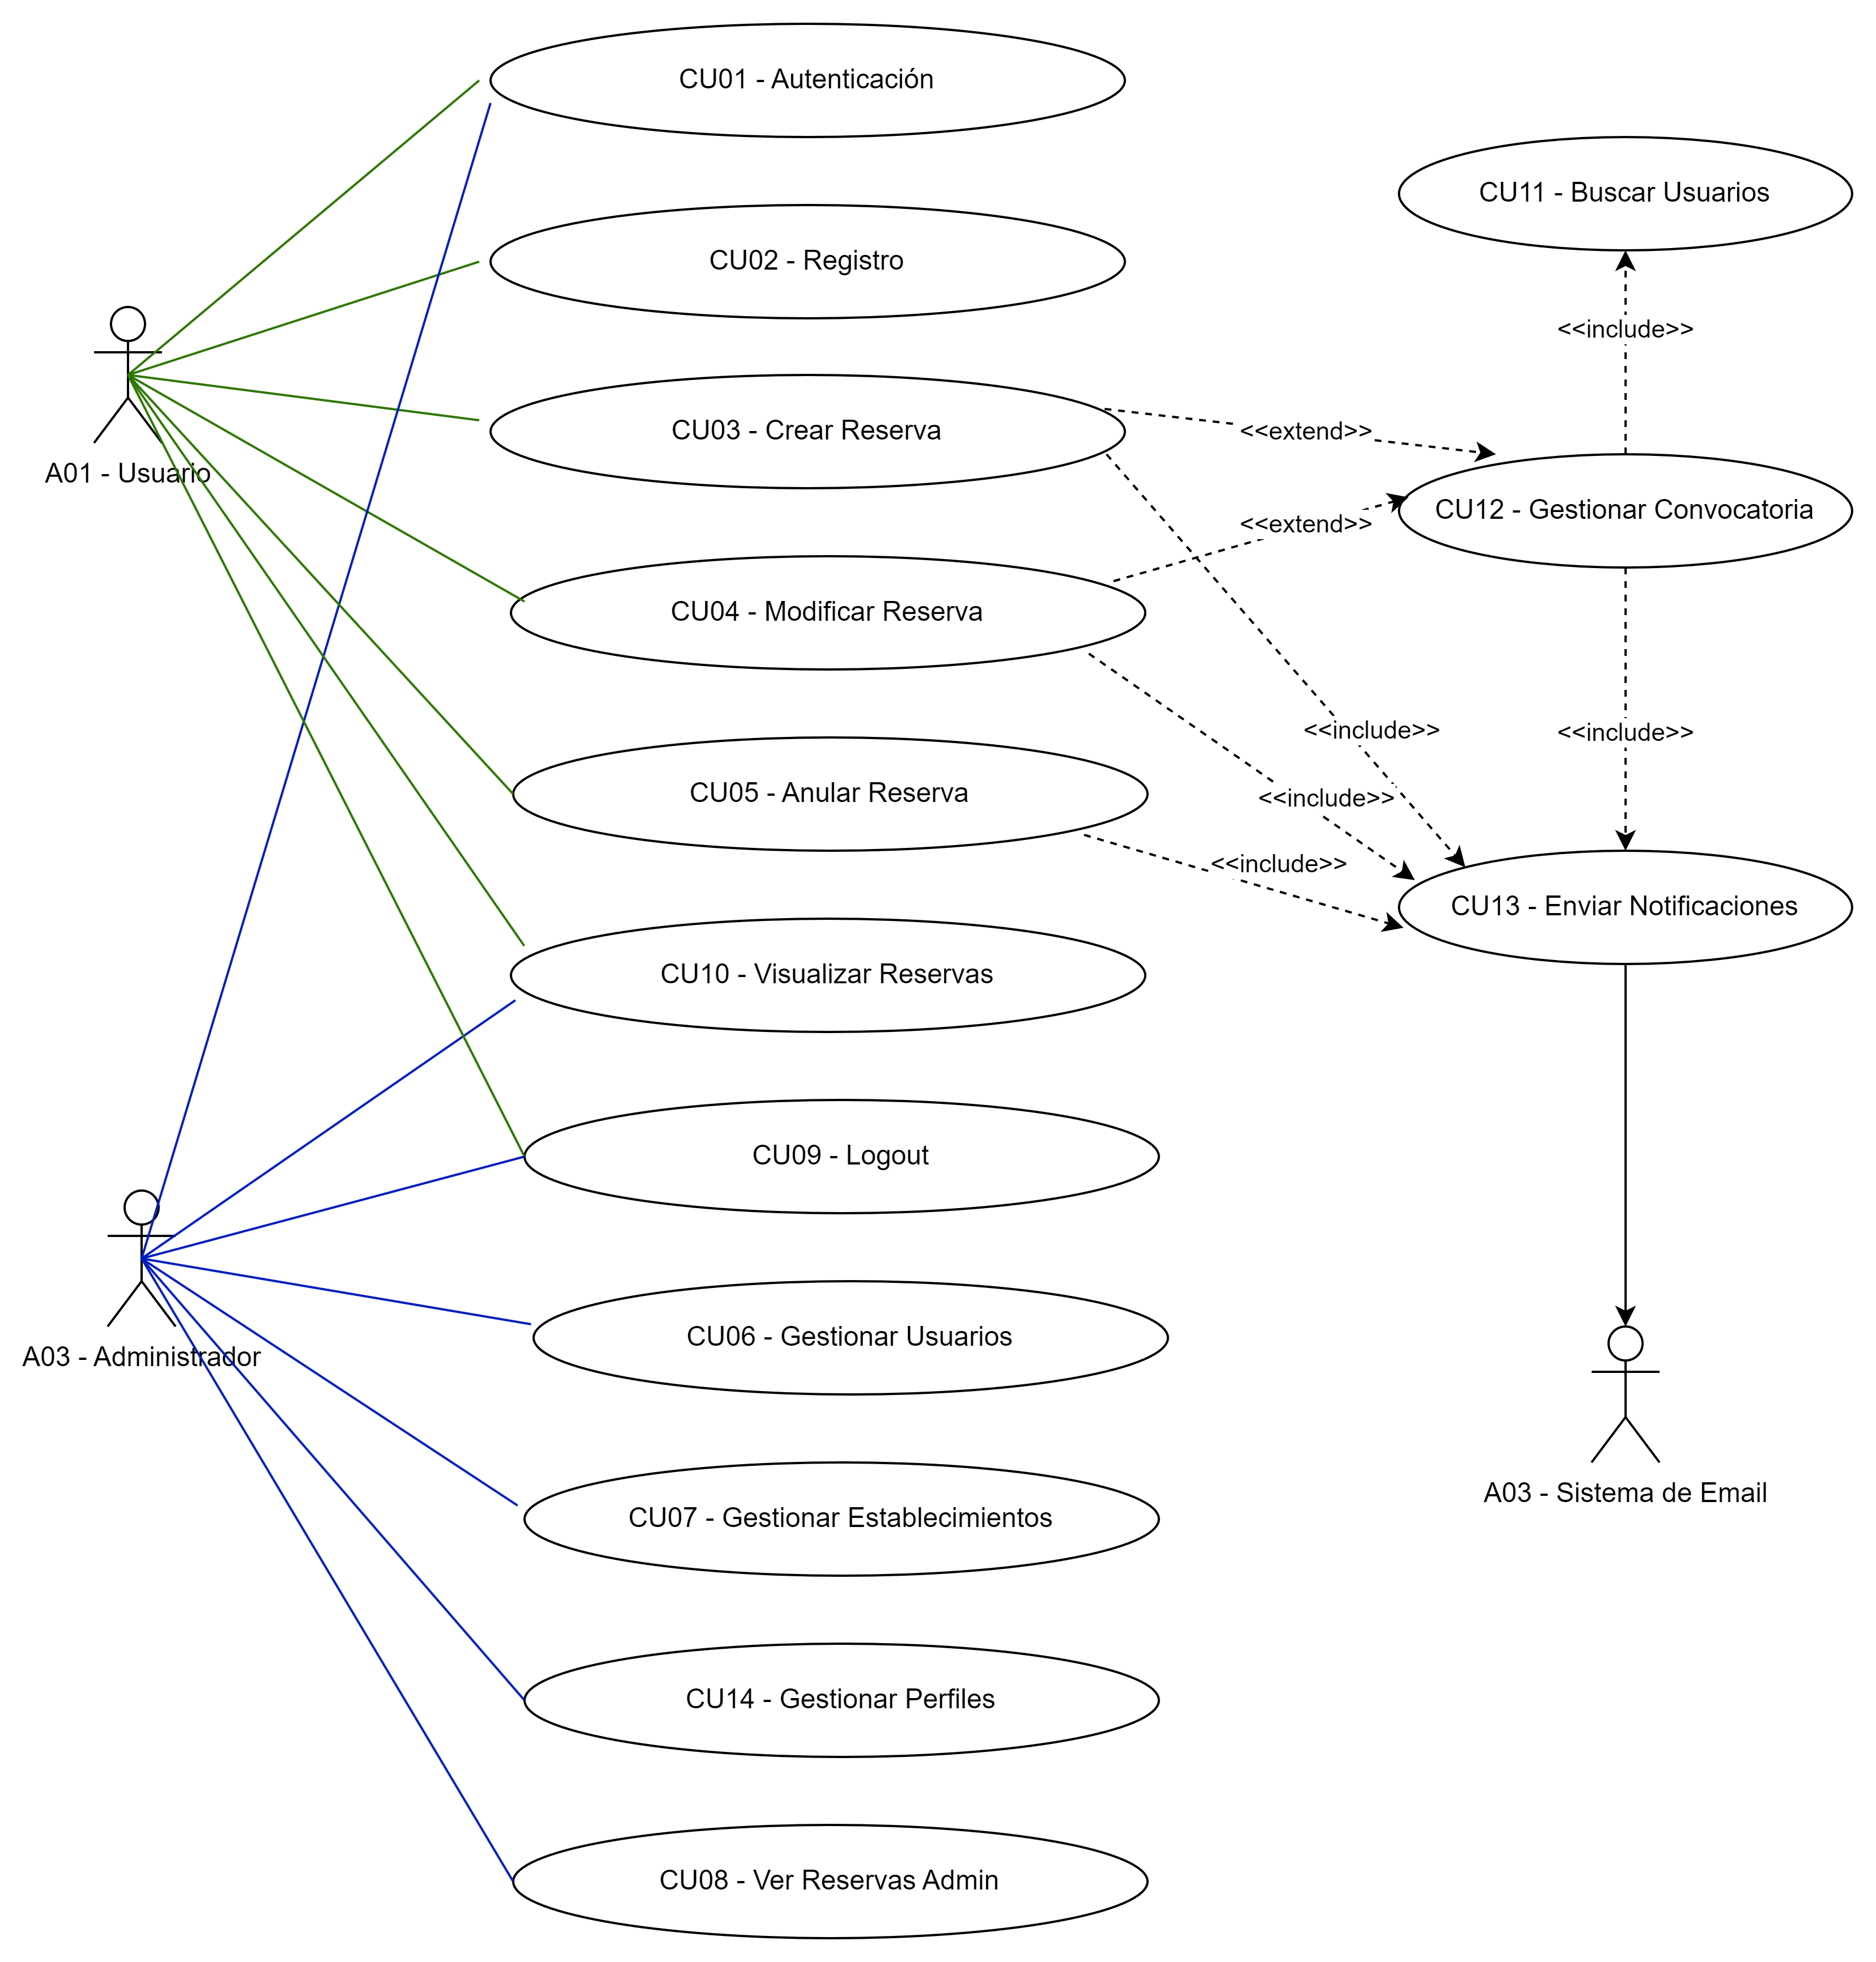 CU01 - Autenticación
CU11 - Buscar Usuarios
CU02 - Registro
<<include>>
CU03 - Crear Reserva
<<extend>>
A01 - Usuario
CU12 - Gestionar Convocatoria
<<extend>>
CU04 - Modificar Reserva
<<include>>
<<include>>
CU05 - Anular Reserva
<<include>>
<<include>>
CU13 - Enviar Notificaciones
CU10 - Visualizar Reservas
CU09 - Logout
CU06 - Gestionar Usuarios
A03 - Administrador
A03 - Sistema de Email
CU07 - Gestionar Establecimientos
CU14 - Gestionar Perfiles
CU08 - Ver Reservas Admin